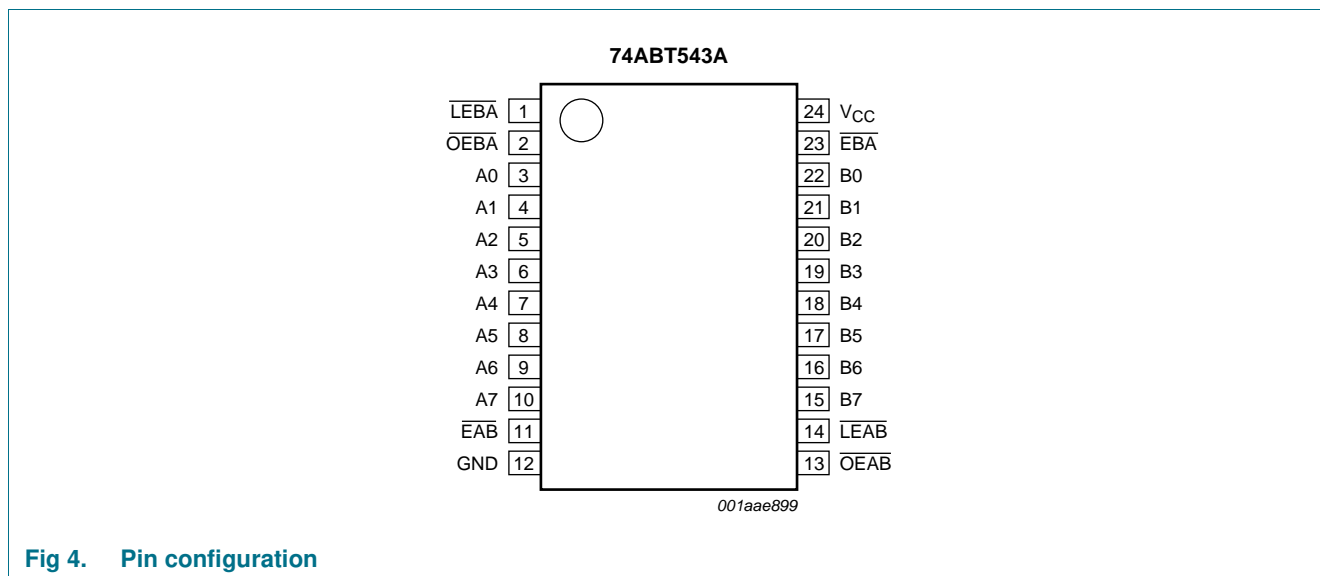 74ABT543A
LEBA 1 24 VCC
OEBA 2 23 EBA
A0 3 22 B0
A1 4 21 B1
A2 5 20 B2
A3 6 19 B3
A4 7 18 B4
A5 8 17 B5
A6 9 16 B6
A7 10 15 B7
EAB 11 14 LEAB
GND 12 13 OEAB
001aae899
Fig 4. Pin configuration